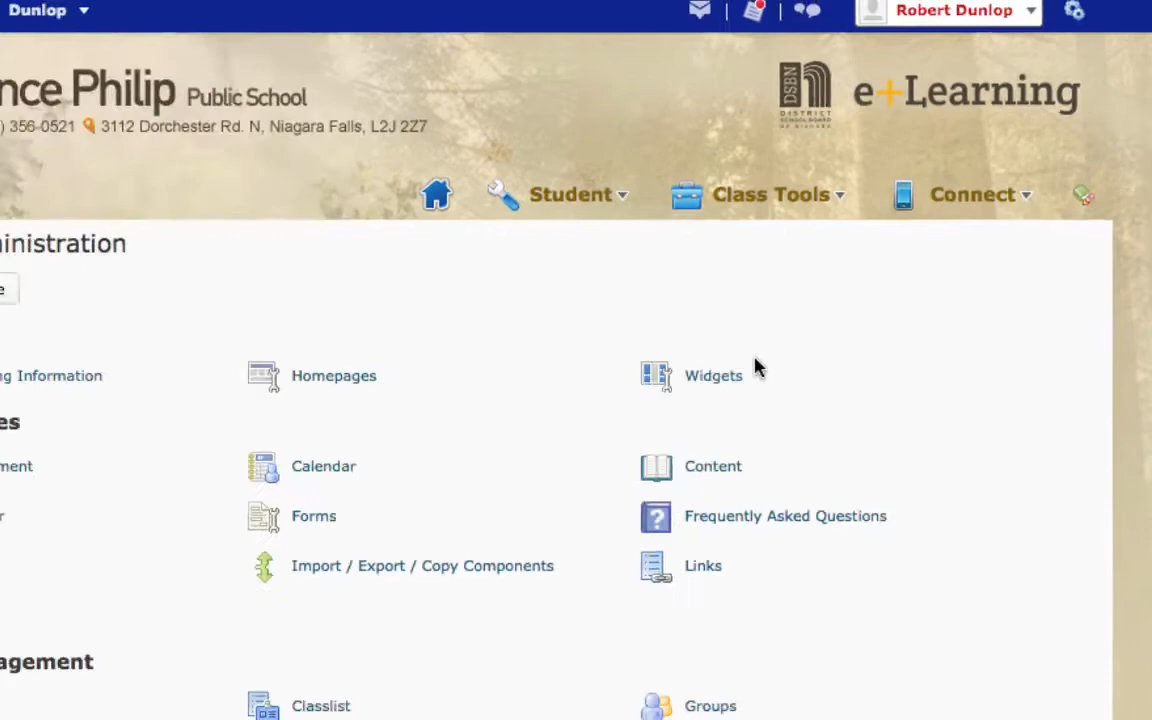 Dunlop
Robert Dunlop
nce Philip Public School
) 356-0521 3112 Dorchester Rd. N, Niagara Falls, L2J 2Z7
DSBN
DISTRICT
SCHOOL BOARD
OF NIAGARA
e+Learning
Student
Class Tools
Connect
inistration
e
ng Information
Homepages
Widgets
es
ment
Calendar
Content
r
Forms
Frequently Asked Questions
Import / Export / Copy Components
Links
agement
Classlist
Groups